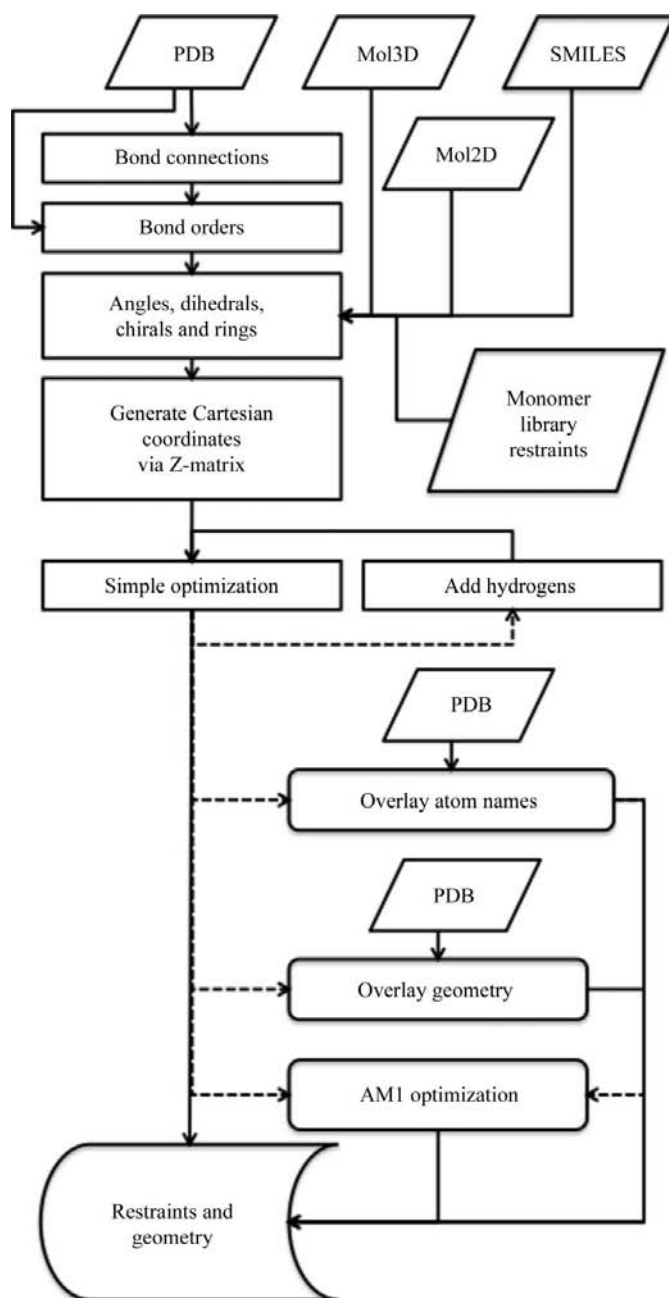 PDB
Mol3D
SMILES
Bond connections
Mol2D
Bond orders
Angles, dihedrals,
chirals and rings
Generate Cartesian
coordinates
via Z-matrix
Monomer
library
restraints
Simple optimization
Add hydrogens
PDB
Overlay atom names
PDB
Overlay geometry
AM1 optimization
Restraints and
geometry